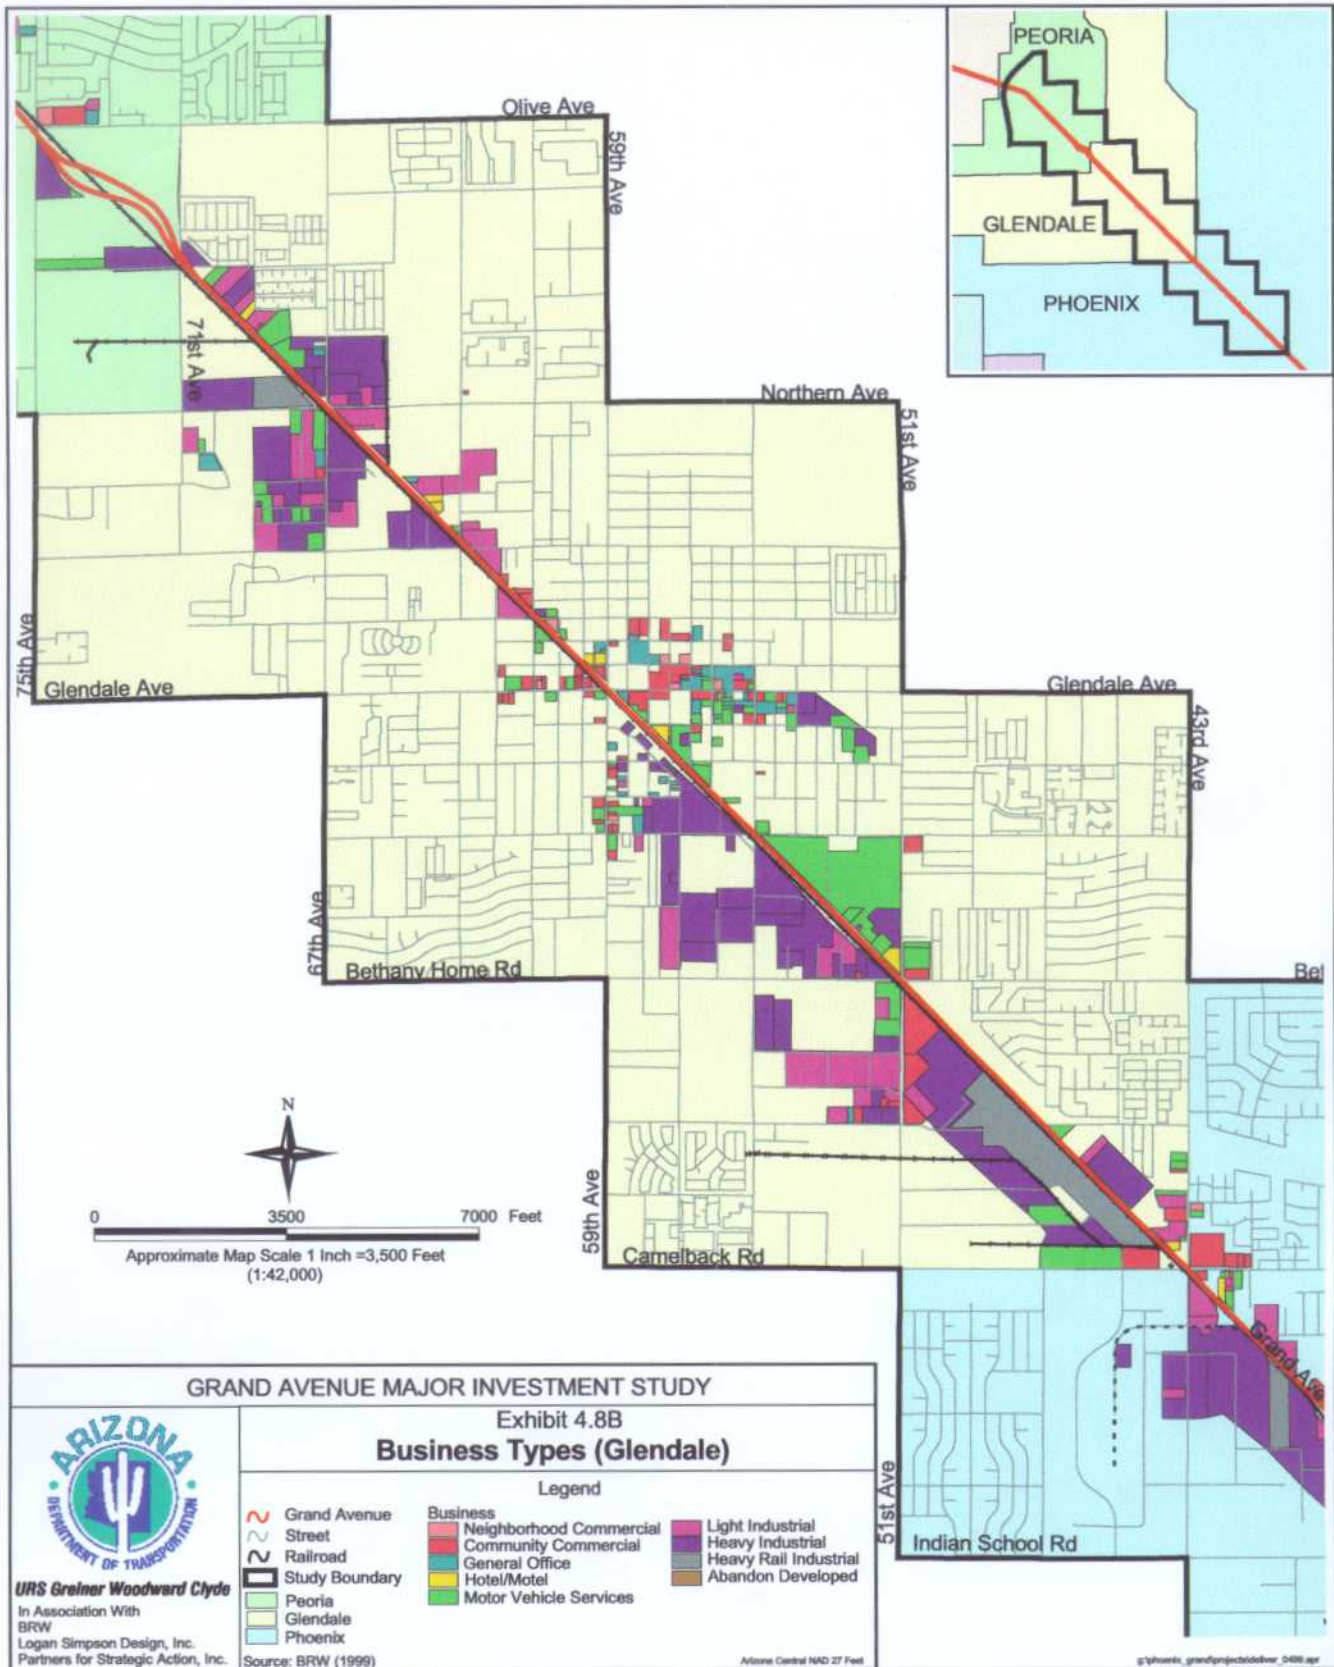 PEORIA
GLENDALE
PHOENIX
Olive Ave
59th Ave
71st Ave
Northern Ave
51st Ave
75th Ave
Glendale Ave
Glendale Ave
43rd Ave
67th Ave
Bethany Home Rd
Bet
N
0 3500 7000 Feet
Approximate Map Scale 1 Inch =3,500 Feet
(1:42,000)
59th Ave
Camelback Rd
Grand Ave
51st Ave
Indian School Rd
GRAND AVENUE MAJOR INVESTMENT STUDY
Exhibit 4.8B
Business Types (Glendale)
Legend
Grand Avenue
Street
Railroad
Study Boundary
Peoria
Glendale
Phoenix
Business
Neighborhood Commercial
Community Commercial
General Office
Hotel/Motel
Motor Vehicle Services
Light Industrial
Heavy Industrial
Heavy Rail Industrial
Abandon Developed
ARIZONA
DEPARTMENT OF TRANSPORTATION
URS Greiner Woodward Clyde
In Association With
BRW
Logan Simpson Design, Inc.
Partners for Strategic Action, Inc.
Source: BRW (1999)
Arizona Central NAD 27 Feet